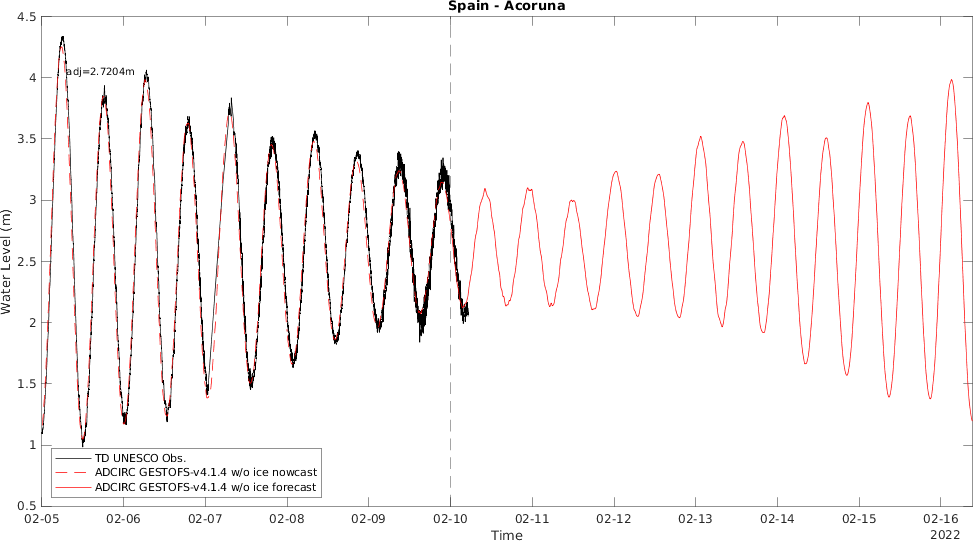 Spain - Acoruna
4.5
4
3.5
3
2.5
2
1.5
1
0.5
Water Level (m)
adj=2.7204m
TD UNESCO Obs.
ADCIRC GESTOFS-v4.1.4 w/o ice nowcast
ADCIRC GESTOFS-v4.1.4 w/o ice forecast
02-05 02-06 02-07 02-08 02-09 02-10 02-11 02-12 02-13 02-14 02-15 02-16
2022
Time